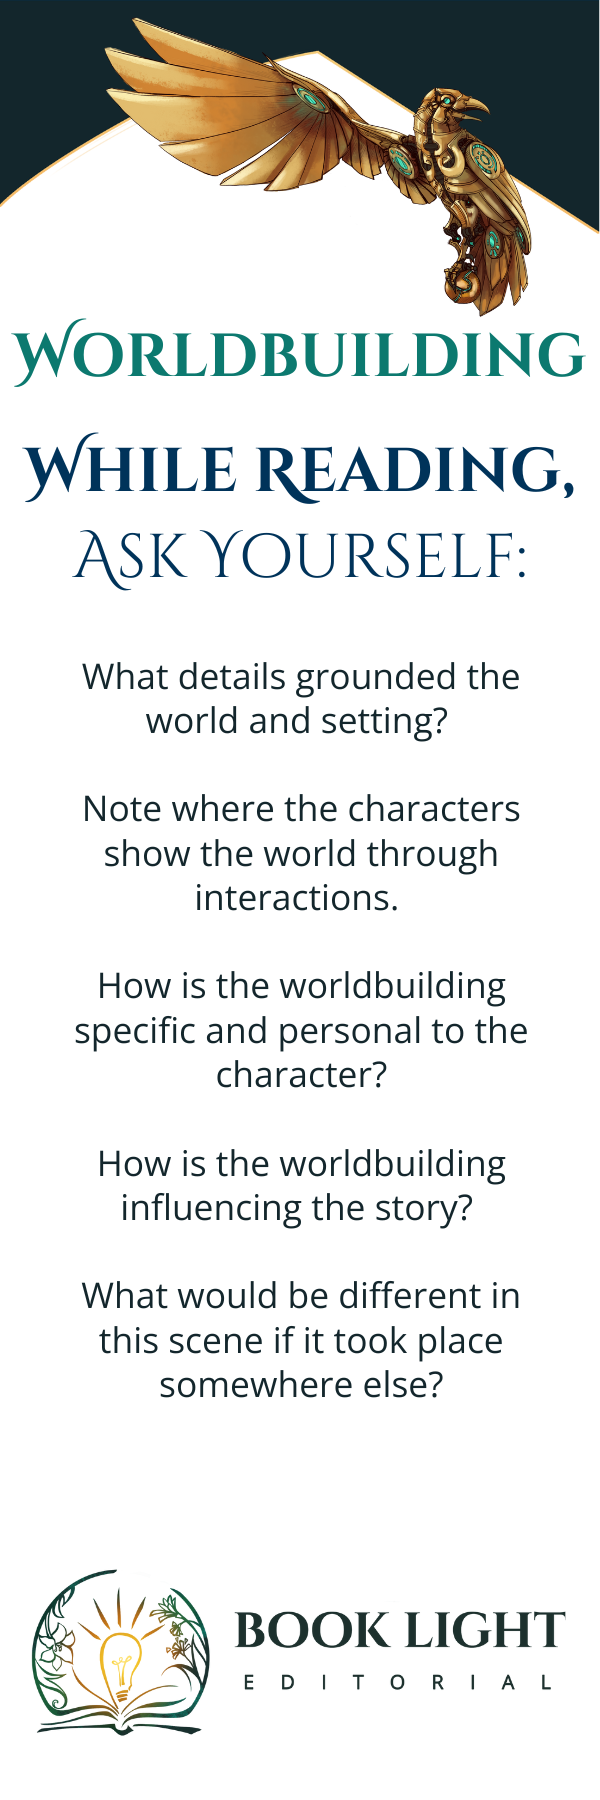 Worldbuilding
While Reading,
Ask Yourself:
What details grounded the
world and setting?
Note where the characters
show the world through
interactions.
How is the worldbuilding
specific and personal to the
character?
How is the worldbuilding
influencing the story?
What would be different in
this scene if it took place
somewhere else?
BOOK LIGHT
EDITORIAL